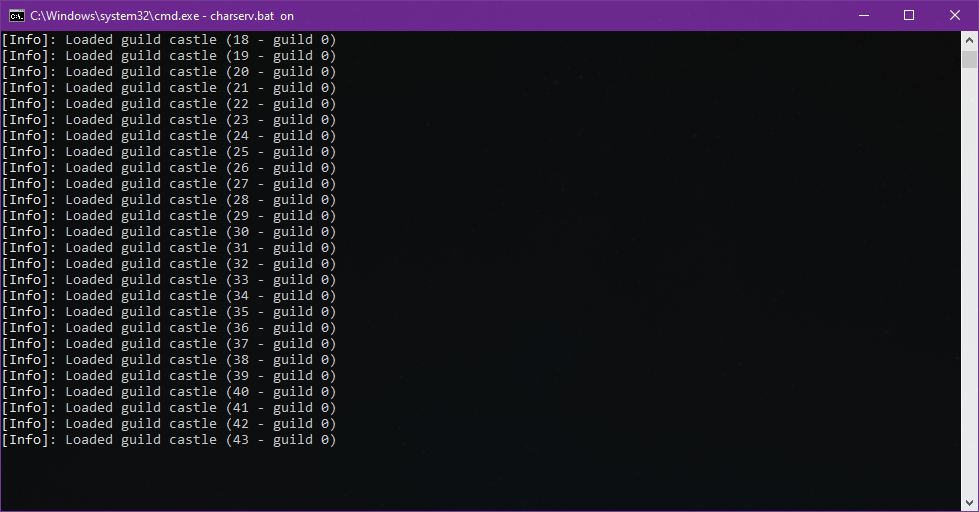 C:\Windows\system32\cmd.exe - charserv.bat  on
[Info]: Loaded guild castle (18 - guild 0)
[Info]: Loaded guild castle (19 - guild 0)
[Info]: Loaded guild castle (20 - guild 0)
[Info]: Loaded guild castle (21 - guild 0)
[Info]: Loaded guild castle (22 - guild 0)
[Info]: Loaded guild castle (23 - guild 0)
[Info]: Loaded guild castle (24 - guild 0)
[Info]: Loaded guild castle (25 - guild 0)
[Info]: Loaded guild castle (26 - guild 0)
[Info]: Loaded guild castle (27 - guild 0)
[Info]: Loaded guild castle (28 - guild 0)
[Info]: Loaded guild castle (29 - guild 0)
[Info]: Loaded guild castle (30 - guild 0)
[Info]: Loaded guild castle (31 - guild 0)
[Info]: Loaded guild castle (32 - guild 0)
[Info]: Loaded guild castle (33 - guild 0)
[Info]: Loaded guild castle (34 - guild 0)
[Info]: Loaded guild castle (35 - guild 0)
[Info]: Loaded guild castle (36 - guild 0)
[Info]: Loaded guild castle (37 - guild 0)
[Info]: Loaded guild castle (38 - guild 0)
[Info]: Loaded guild castle (39 - guild 0)
[Info]: Loaded guild castle (40 - guild 0)
[Info]: Loaded guild castle (41 - guild 0)
[Info]: Loaded guild castle (42 - guild 0)
[Info]: Loaded guild castle (43 - guild 0)